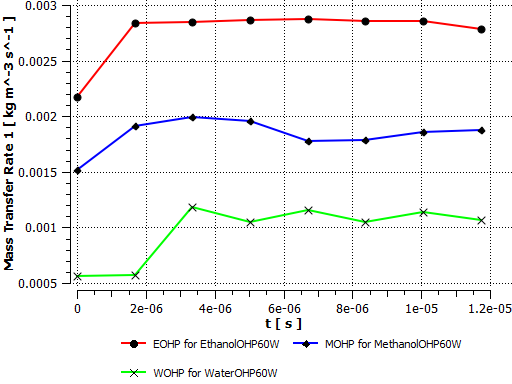 0.003
0.0025
0.002
0.0015
0.001
0.0005
Mass Transfer Rate 1 [ kg m^-3 s^-1 ]
0 2e-06 4e-06 6e-06 8e-06 1e-05 1.2e-05
t [ s ]
EOHP for EthanolOHP60W MOHP for MethanolOHP60W
WOHP for WaterOHP60W